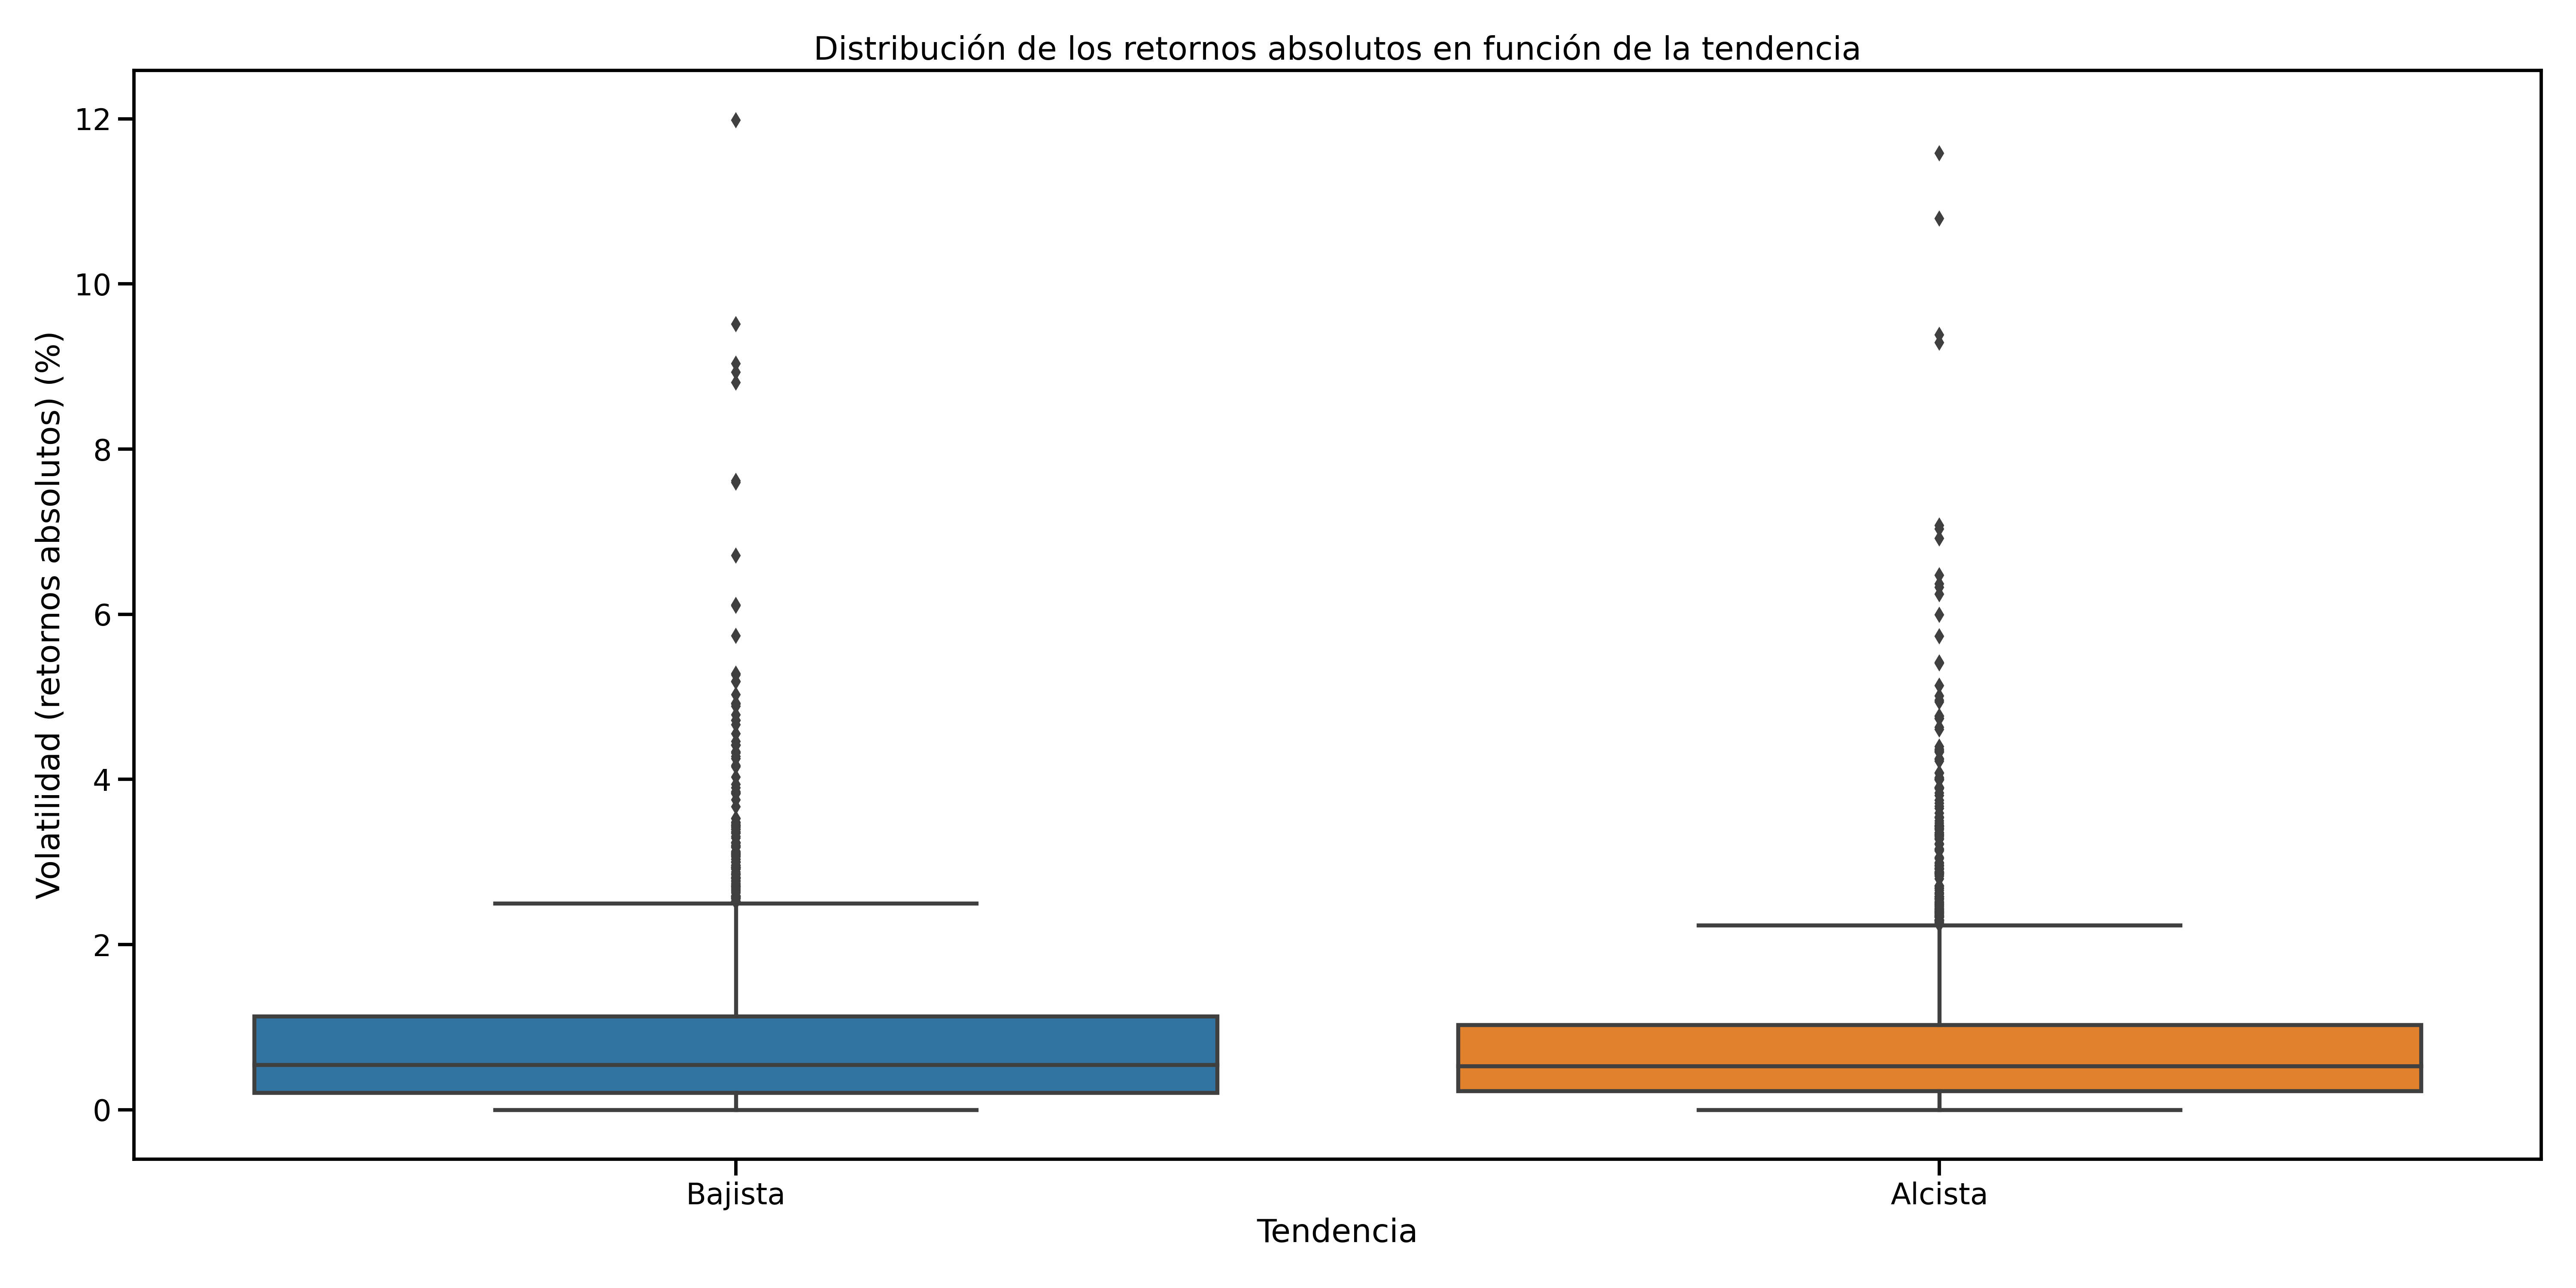 Distribución de los retornos absolutos en función de la tendencia
Volatilidad (retornos absolutos) (%)
12
10
8
6
4
2
0
Bajista
Alcista
Tendencia